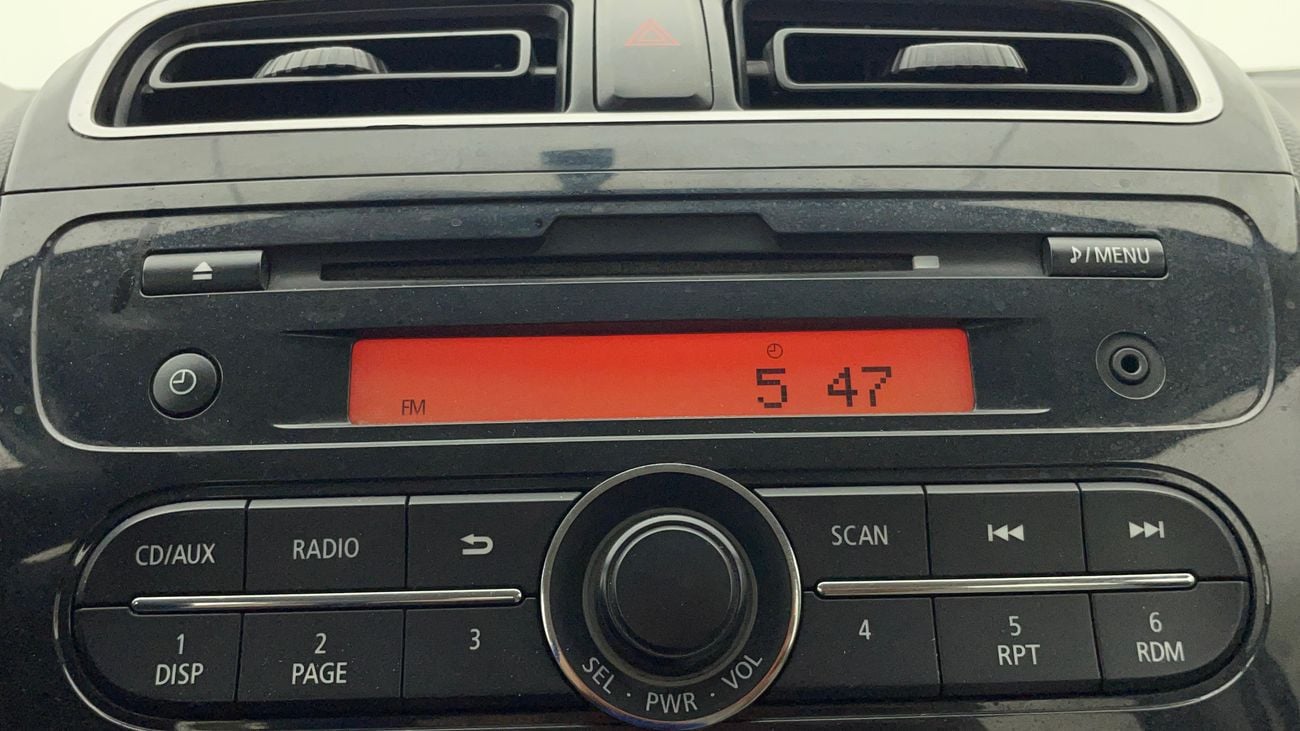 ♪/MENU
FM
5 47
CD/AUX
RADIO
SCAN
1
DISP
2
PAGE
3
4
5
RPT
6
RDM
SEL · PWR · VOL